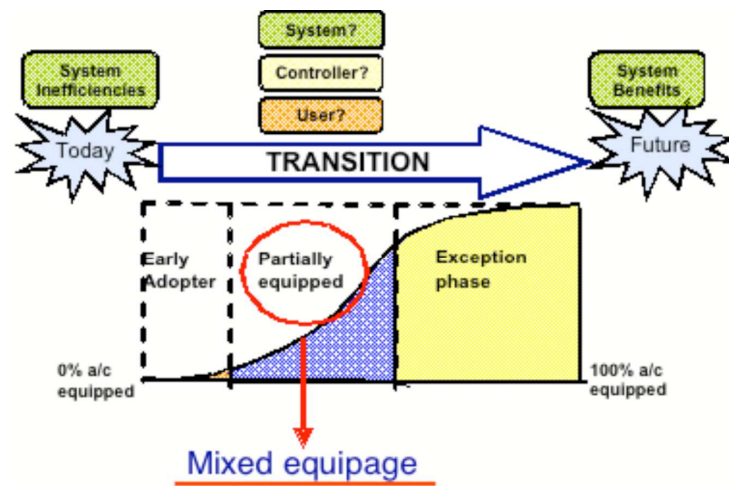 System?
Controller?
User?
System
Inefficiencies
System
Benefits
Today
TRANSITION
Future
Early
Adopter
Partially
equipped
Exception
phase
0% a/c
equipped
100% a/c
equipped
Mixed equipage